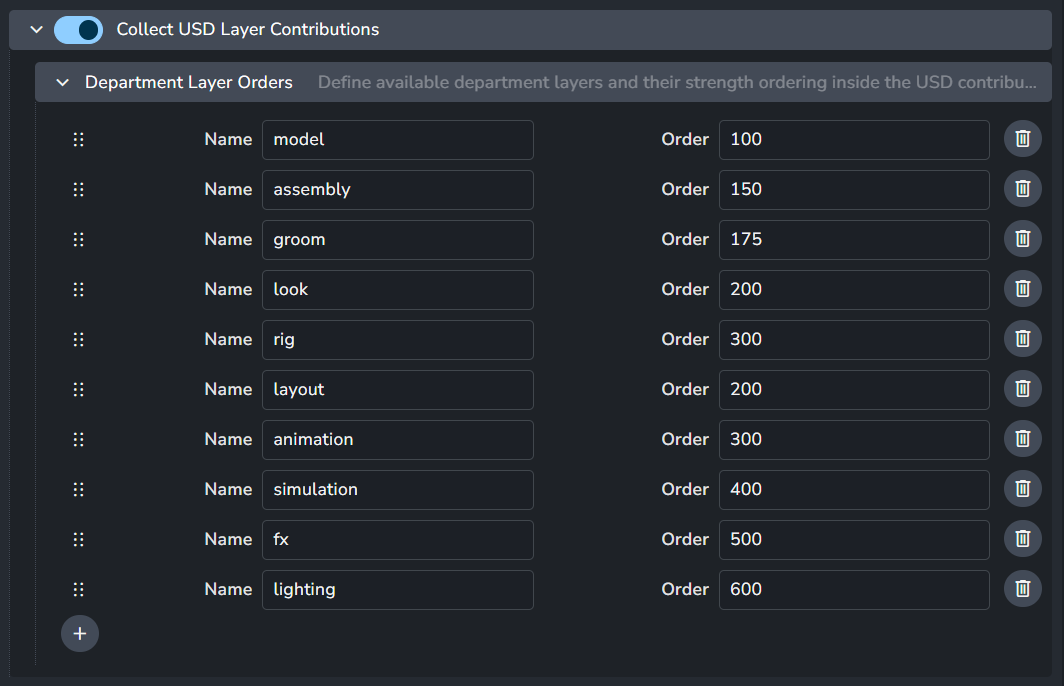 Collect USD Layer Contributions
Department Layer Orders Define available department layers and their strength ordering inside the USD contribu...
Name model Order 100
Name assembly Order 150
Name groom Order 175
Name look Order 200
Name rig Order 300
Name layout Order 200
Name animation Order 300
Name simulation Order 400
Name fx Order 500
Name lighting Order 600